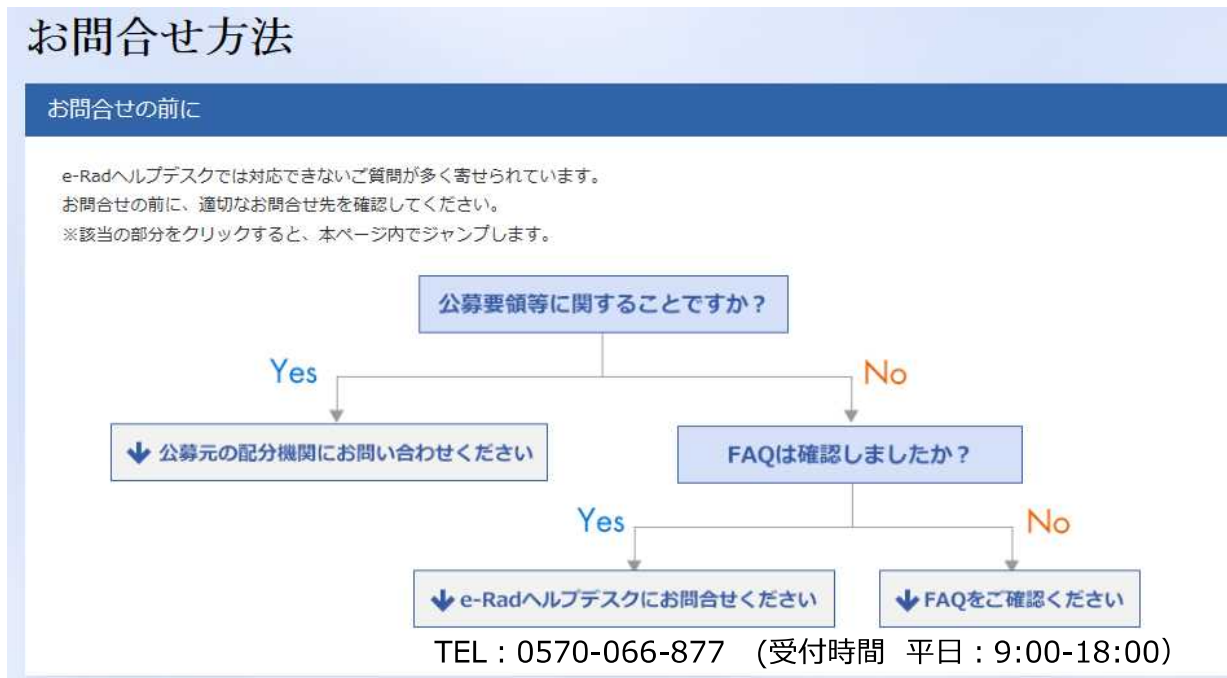 お問合せ方法
お問合せの前に
e-Radヘルプデスクでは対応できないご質問が多く寄せられています。
お問合せの前に、適切なお問合せ先を確認してください。
※該当の部分をクリックすると、本ページ内でジャンプします。
公募要領等に関することですか？
Yes
No
公募元の配分機関にお問い合わせください
FAQは確認しましたか？
Yes
No
e-Radヘルプデスクにお問合せください
FAQをご確認ください
TEL：0570-066-877 (受付時間 平日：9:00-18:00)